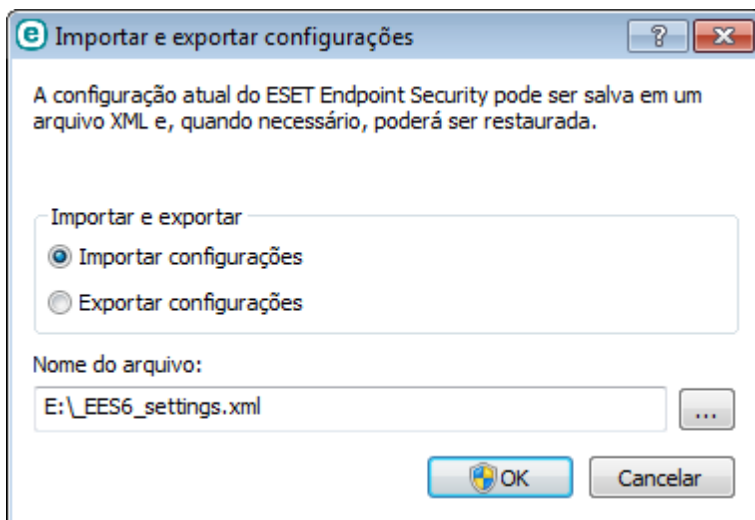 Importar e exportar configurações
A configuração atual do ESET Endpoint Security pode ser salva em um
arquivo XML e, quando necessário, poderá ser restaurada.
Importar e exportar
Importar configurações
Exportar configurações
Nome do arquivo:
E:\_EES6_settings.xml
...
OK
Cancelar